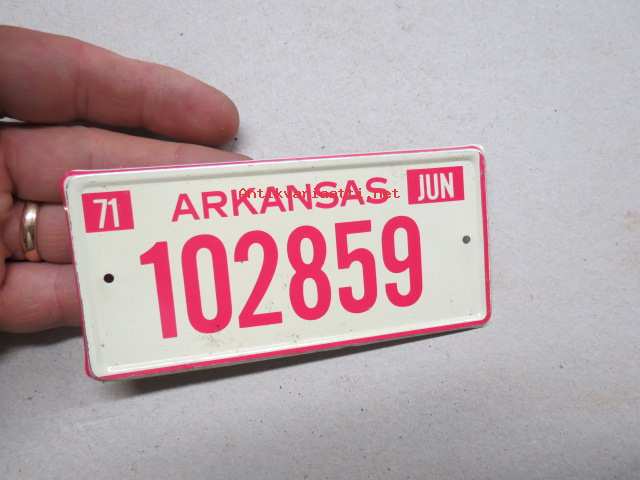 71 ARKANSAS JUN
Antikvariaatti.net
102859